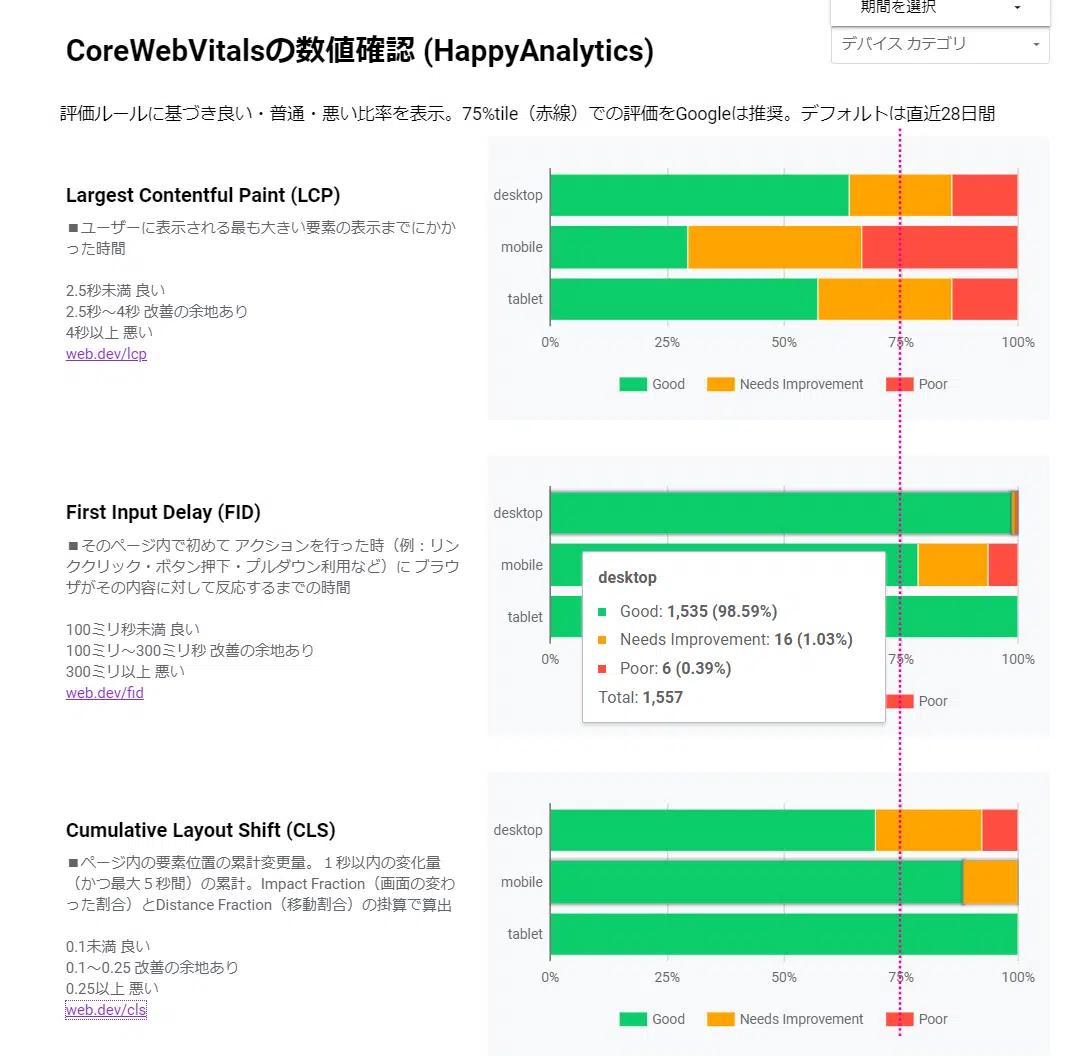 期間を選択
CoreWebVitalsの数値確認 (HappyAnalytics)
デバイス カテゴリ
評価ルールに基づき良い・普通・悪い比率を表示。75%tile（赤線）での評価をGoogleは推奨。デフォルトは直近28日間
Largest Contentful Paint (LCP)
■ユーザーに表示される最も大きい要素の表示までにかか
った時間
2.5秒未満 良い
2.5秒〜4秒 改善の余地あり
4秒以上 悪い
web.dev/lcp
desktop
mobile
tablet
0% 25% 50% 75% 100%
Good Needs Improvement Poor
First Input Delay (FID)
■そのページ内で初めて アクションを行った時（例：リン
ククリック・ボタン押下・プルダウン利用など）に ブラウ
ザがその内容に対して反応するまでの時間
100ミリ秒未満 良い
100ミリ〜300ミリ秒 改善の余地あり
300ミリ以上 悪い
web.dev/fid
desktop
mobile
tablet
0% 75% 100%
Poor
desktop
Good: 1,535 (98.59%)
Needs Improvement: 16 (1.03%)
Poor: 6 (0.39%)
Total: 1,557
Cumulative Layout Shift (CLS)
■ページ内の要素位置の累計変更量。１秒以内の変化量
（かつ最大５秒間）の累計。Impact Fraction（画面の変わ
った割合）とDistance Fraction（移動割合）の掛算で算出
0.1未満 良い
0.1〜0.25 改善の余地あり
0.25以上 悪い
web.dev/cls
desktop
mobile
tablet
0% 25% 50% 75% 100%
Good Needs Improvement Poor